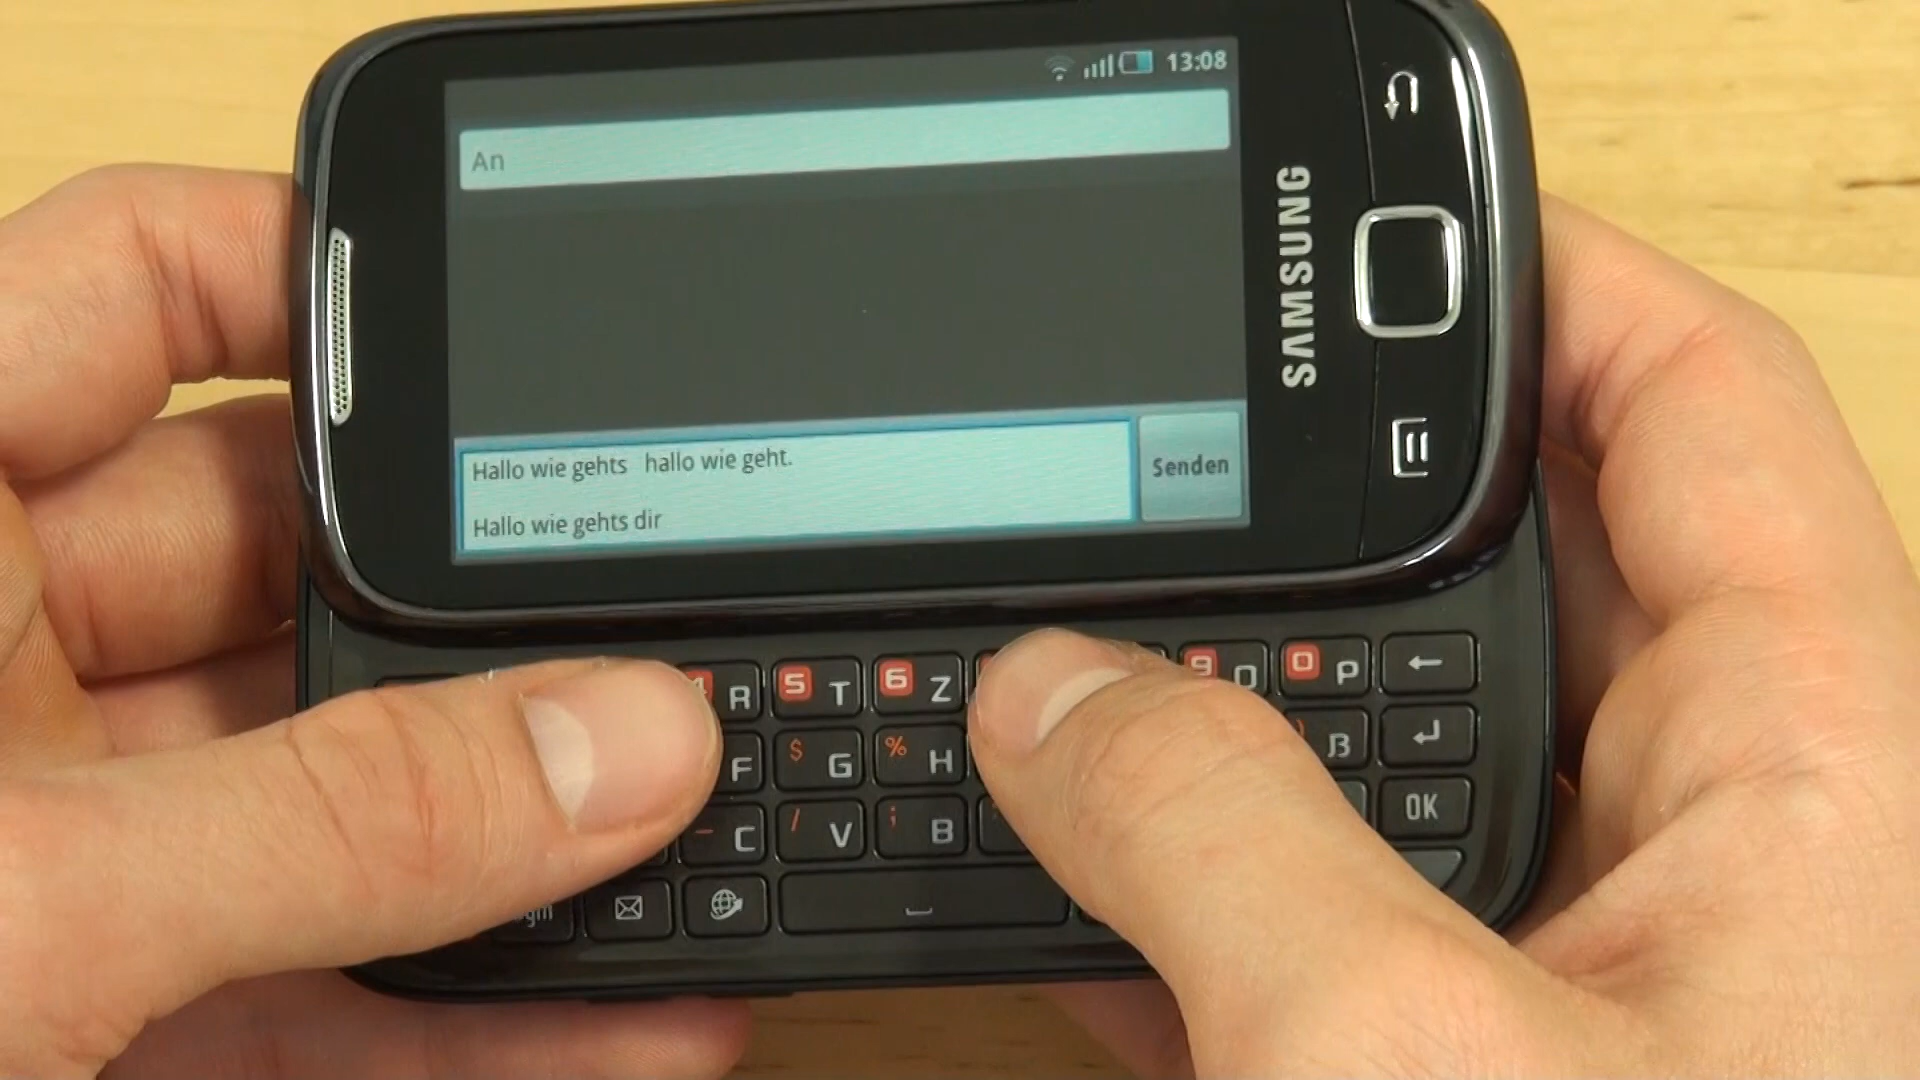 13:08
An
Hallo wie gehts hallo wie geht.
Senden
Hallo wie gehts dir
SAMSUNG
4 R 5 T 6 Z 9 O 0 P
F $ G % H ) ß
- C / V ; B OK